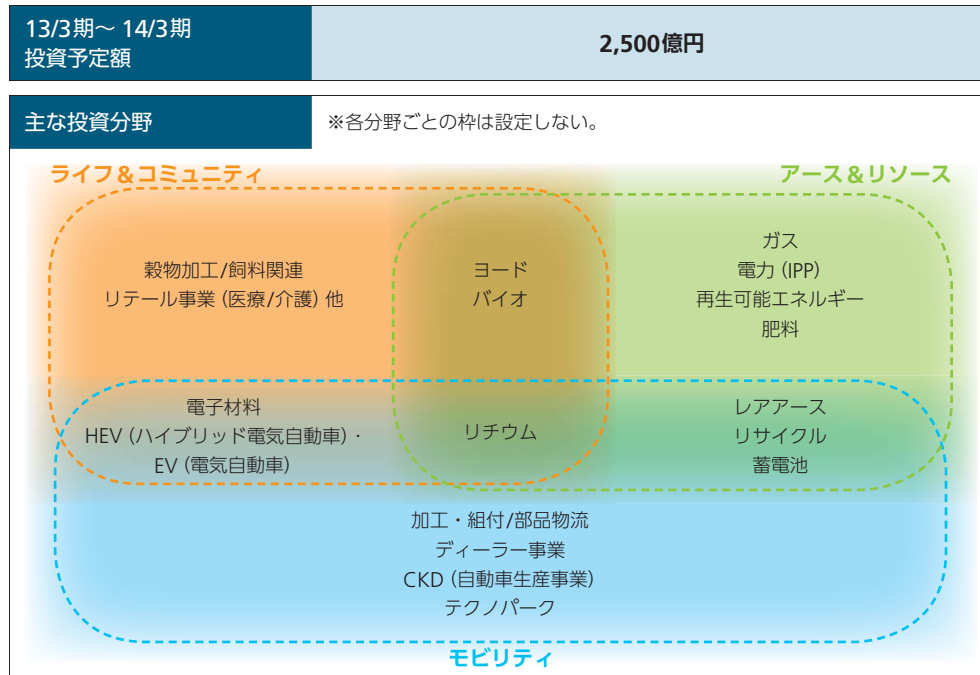 13/3期～ 14/3期
投資予定額
2,500億円
主な投資分野
※各分野ごとの枠は設定しない。
ライフ＆コミュニティ
アース＆リソース
穀物加工/飼料関連
リテール事業（医療/介護）他
ヨード
バイオ
ガス
電力（IPP）
再生可能エネルギー
肥料
電子材料
HEV（ハイブリッド電気自動車）・
EV（電気自動車）
リチウム
レアアース
リサイクル
蓄電池
加工・組付/部品物流
ディーラー事業
CKD（自動車生産事業）
テクノパーク
モビリティ